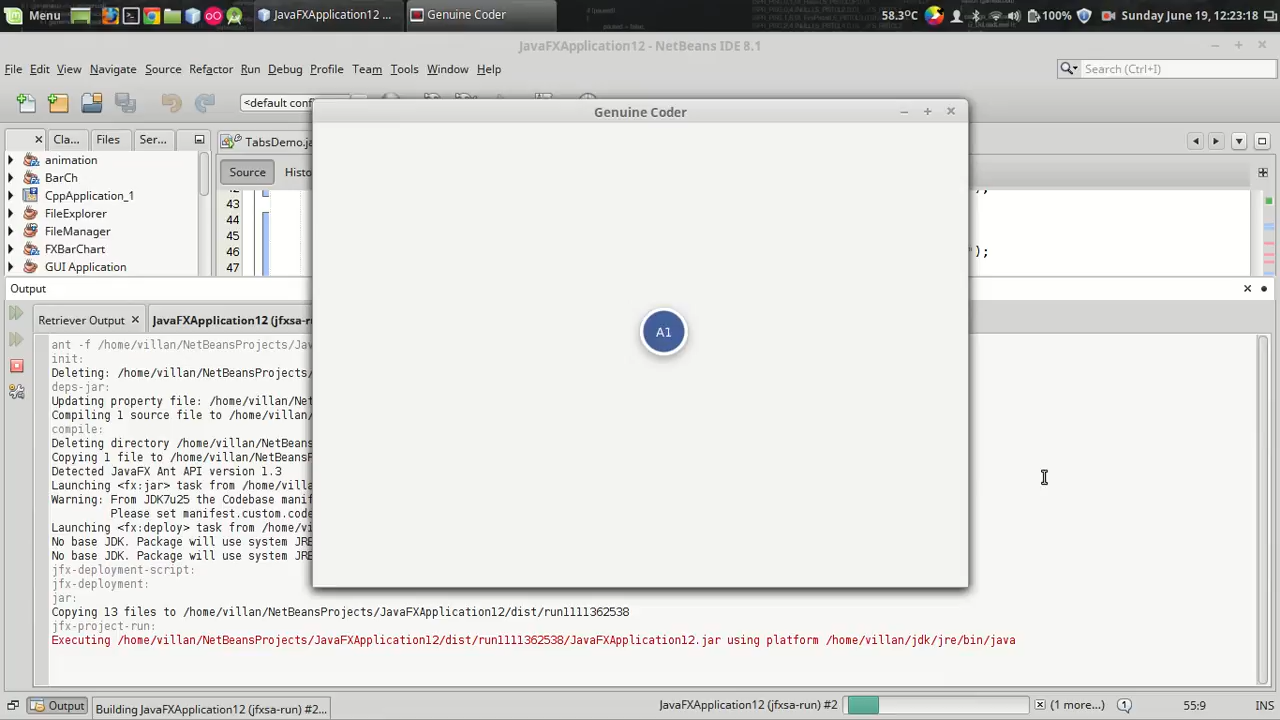 Menu
JavaFXApplication12 ...
Genuine Coder
58.3°C
100%
Sunday June 19, 12:23:18
JavaFXApplication12 - NetBeans IDE 8.1
File Edit View Navigate Source Refactor Run Debug Profile Team Tools Window Help
Search (Ctrl+I)
<default conf
Genuine Coder
Cla... Files Ser...
TabsDemo.ja
Source Histo
animation
BarCh
CppApplication_1
FileExplorer
FileManager
FXBarChart
GUI Application
43
44
45
46
");
47
A1
Output
Retriever Output
JavaFXApplication12 (jfxsa-ru
ant -f /home/villan/NetBeansProjects/Jav
init:
Deleting: /home/villan/NetBeansProjects/
deps-jar:
Updating property file: /home/villan/Net
Compiling 1 source file to /home/villan/
compile:
Deleting directory /home/villan/NetBeans
Copying 1 file to /home/villan/NetBeansP
Detected JavaFX Ant API version 1.3
Launching <fx:jar> task from /home/villa
Warning: From JDK7u25 the Codebase manif
Please set manifest.custom.code
Launching <fx:deploy> task from /home/vi
No base JDK. Package will use system JRE
No base JDK. Package will use system JRE
jfx-deployment-script:
jfx-deployment:
jar:
Copying 13 files to /home/villan/NetBeansProjects/JavaFXApplication12/dist/run1111362538
jfx-project-run:
Executing /home/villan/NetBeansProjects/JavaFXApplication12/dist/run1111362538/JavaFXApplication12.jar using platform /home/villan/jdk/jre/bin/java
Output
Building JavaFXApplication12 (jfxsa-run) #2...
JavaFXApplication12 (jfxsa-run) #2
(1 more...)
1
55:9
INS